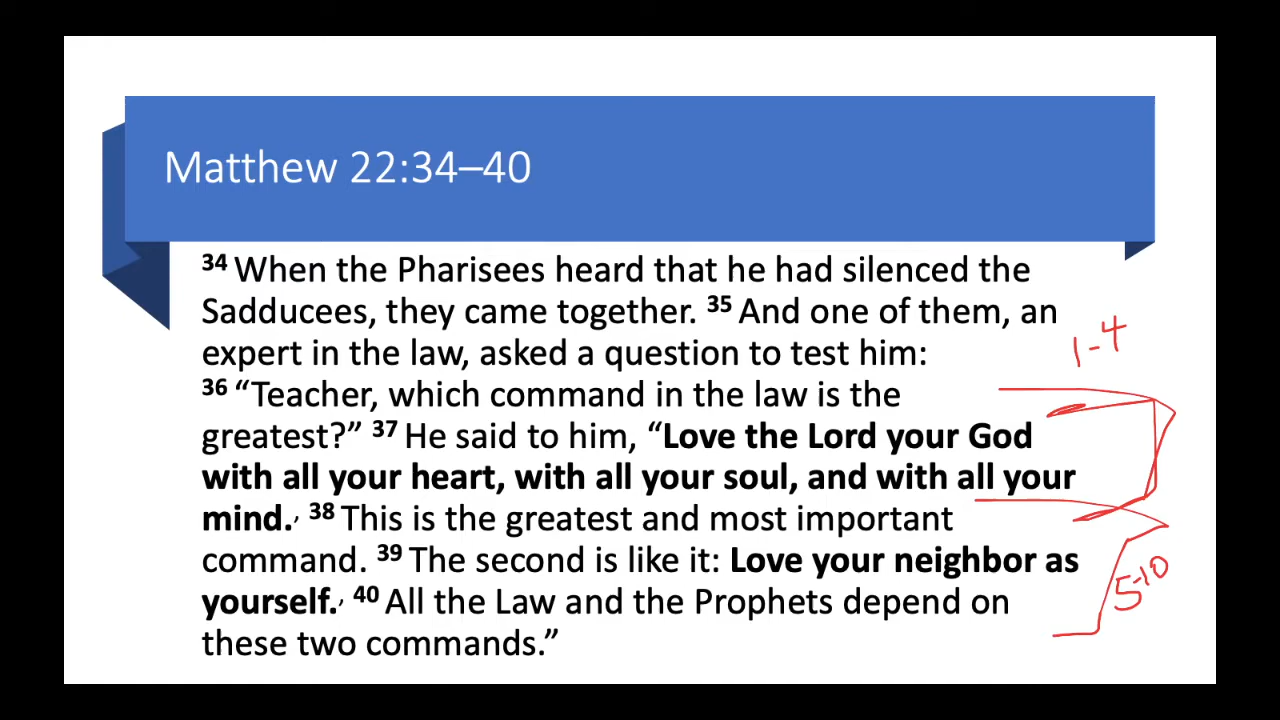 Matthew 22:34–40
34 When the Pharisees heard that he had silenced the
Sadducees, they came together. 35 And one of them, an
expert in the law, asked a question to test him:
1-4
36 “Teacher, which command in the law is the
greatest?” 37 He said to him, “Love the Lord your God
with all your heart, with all your soul, and with all your
mind., 38 This is the greatest and most important
command. 39 The second is like it: Love your neighbor as
5-10
yourself., 40 All the Law and the Prophets depend on
these two commands.”